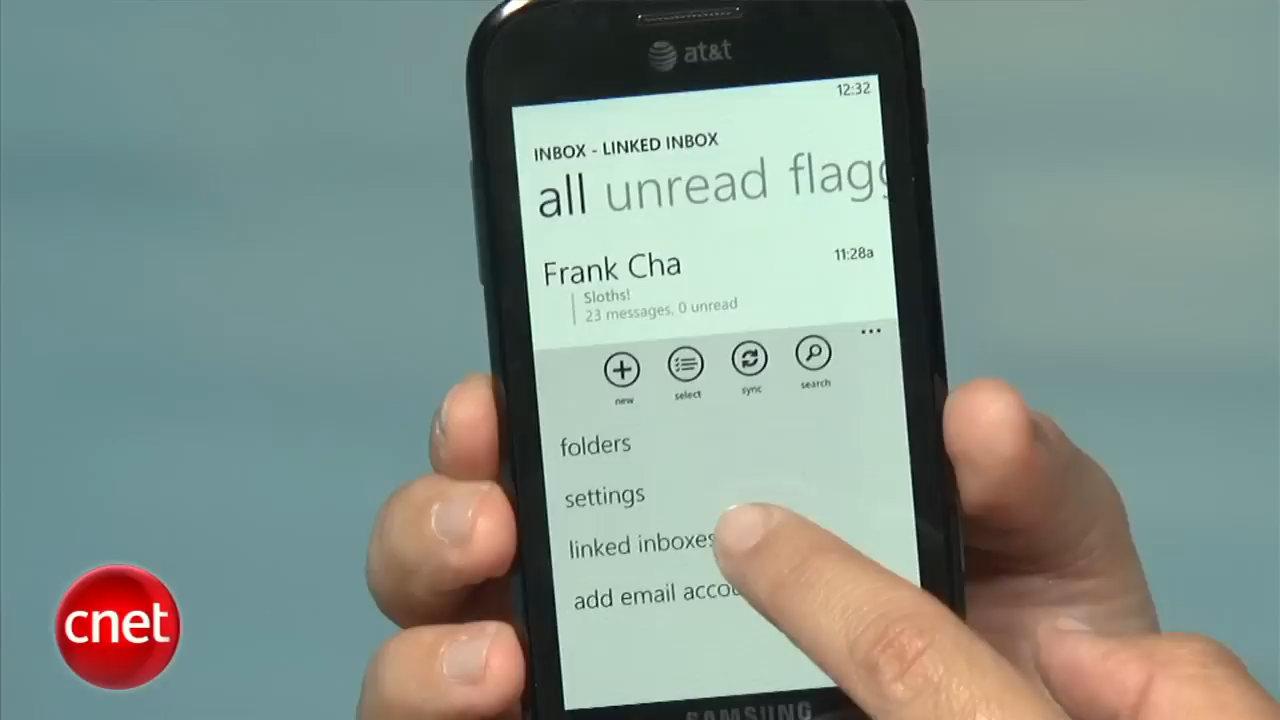 at&t
12:32
INBOX - LINKED INBOX
all unread flagg
Frank Cha 11:28a
Sloths!
23 messages, 0 unread
...
new select sync search
folders
settings
linked inboxes
add email accou
SAMSUNG
cnet